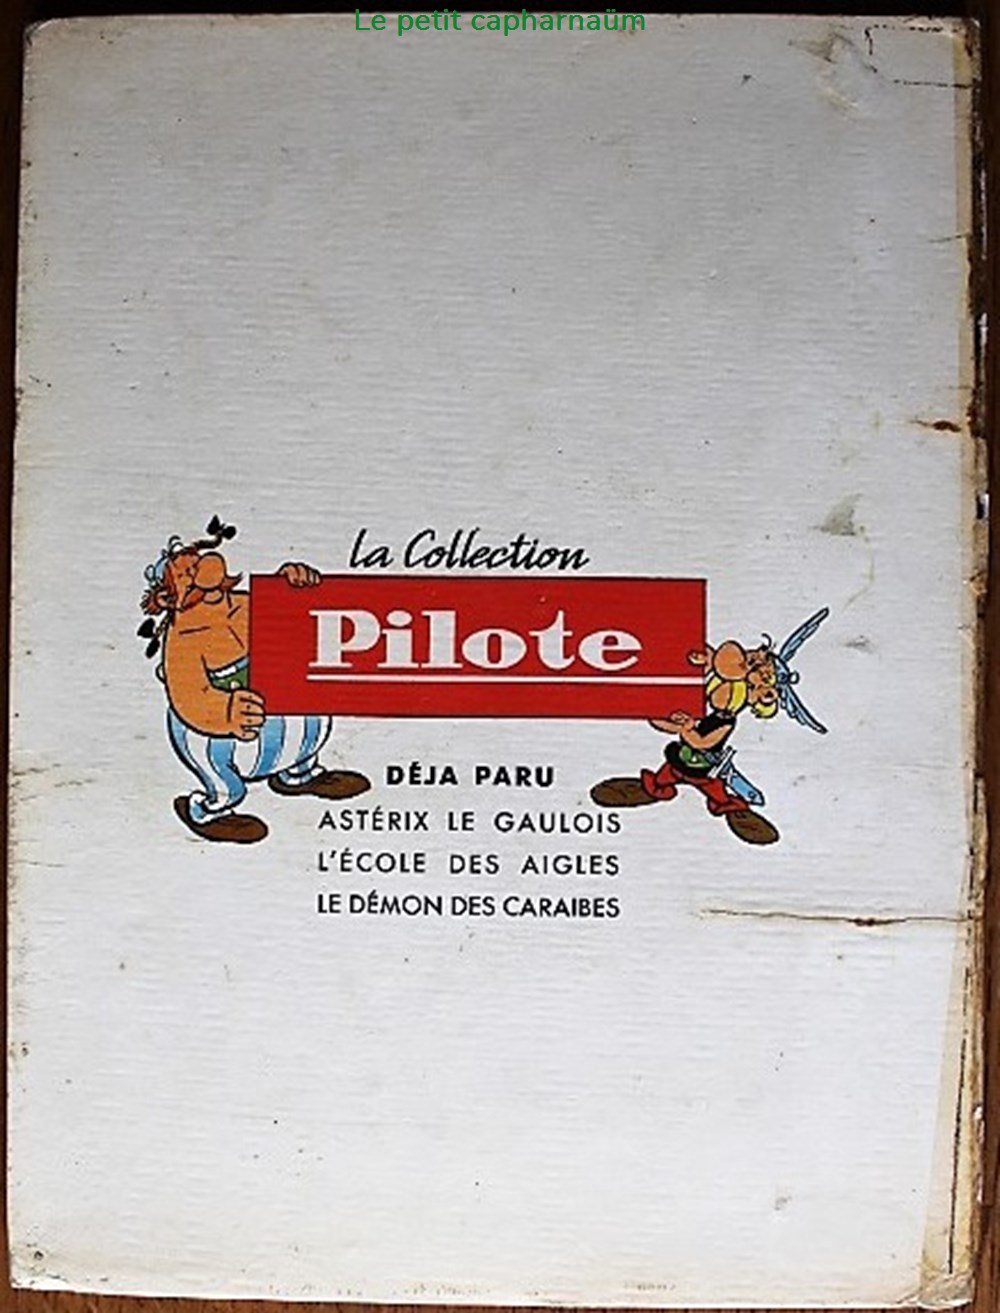 Le petit capharnaüm
la Collection
Pilote
DÉJA PARU
ASTÉRIX LE GAULOIS
L'ÉCOLE DES AIGLES
LE DÉMON DES CARAIBES